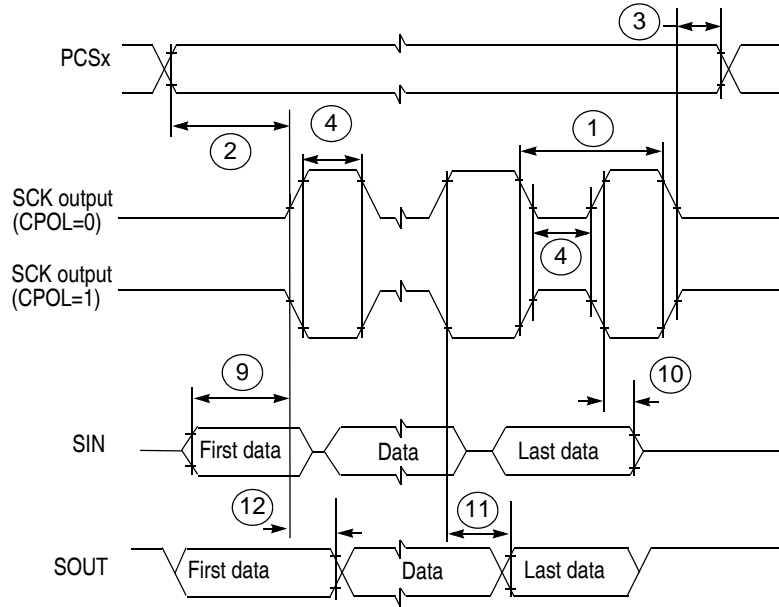 3
PCSx
2
4
1
SCK output
(CPOL=0)
4
SCK output
(CPOL=1)
9
10
SIN
First data
Data
Last data
12
11
SOUT
First data
Data
Last data